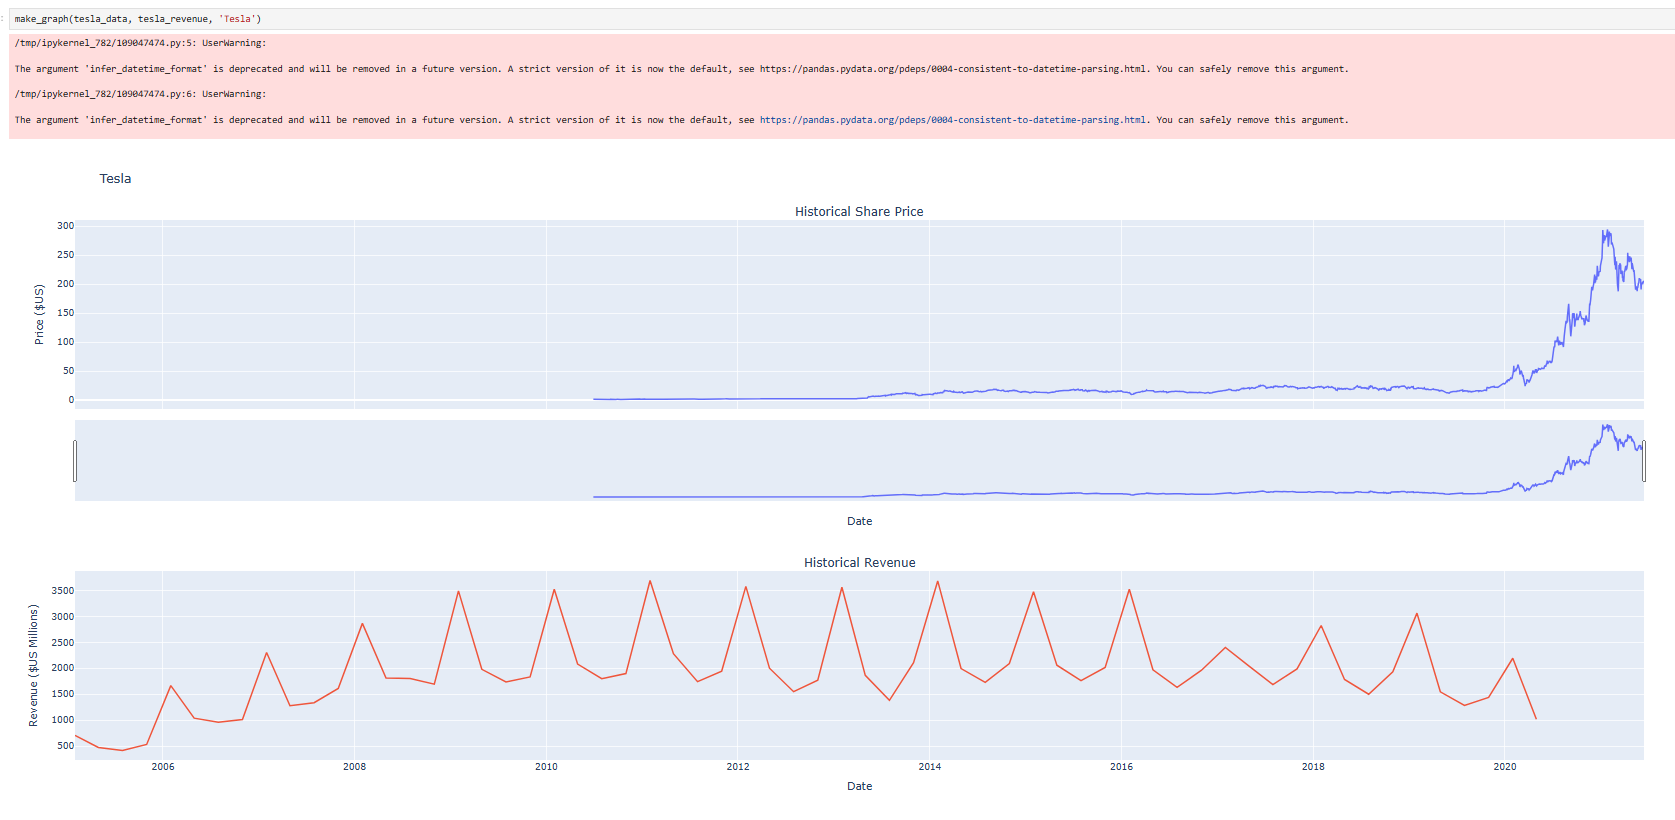 :
make_graph(tesla_data, tesla_revenue, 'Tesla')
/tmp/ipykernel_782/109047474.py:5: UserWarning:
The argument 'infer_datetime_format' is deprecated and will be removed in a future version. A strict version of it is now the default, see https://pandas.pydata.org/pdeps/0004-consistent-to-datetime-parsing.html. You can safely remove this argument.
/tmp/ipykernel_782/109047474.py:6: UserWarning:
The argument 'infer_datetime_format' is deprecated and will be removed in a future version. A strict version of it is now the default, see https://pandas.pydata.org/pdeps/0004-consistent-to-datetime-parsing.html. You can safely remove this argument.
Tesla
Historical Share Price
Price ($US)
300
250
200
150
100
50
0
Date
Historical Revenue
Revenue ($US Millions)
3500
3000
2500
2000
1500
1000
500
2006 2008 2010 2012 2014 2016 2018 2020
Date